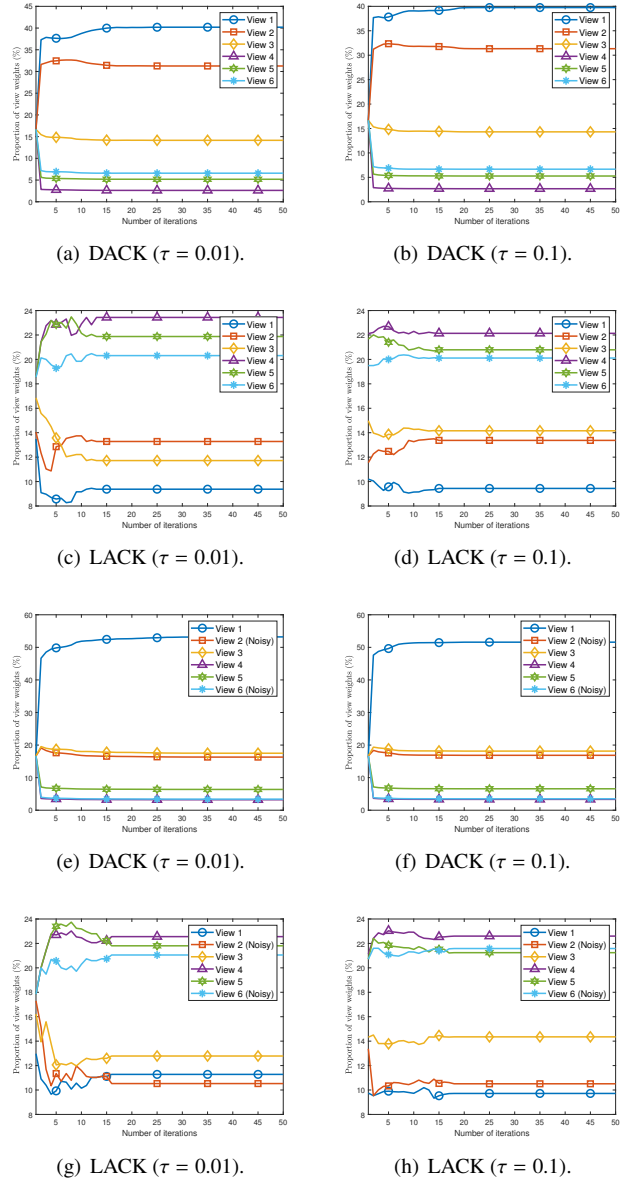 45
40
35
30
25
20
15
10
5
0
Proportion of view weights (%)
5 10 15 20 25 30 35 40 45 50
Number of iterations
View 1
View 2
View 3
View 4
View 5
View 6
(a) DACK (τ = 0.01).
40
35
30
25
20
15
10
5
0
Proportion of view weights (%)
5 10 15 20 25 30 35 40 45 50
Number of iterations
View 1
View 2
View 3
View 4
View 5
View 6
(b) DACK (τ = 0.1).
24
22
20
18
16
14
12
10
8
Proportion of view weights (%)
5 10 15 20 25 30 35 40 45 50
Number of iterations
View 1
View 2
View 3
View 4
View 5
View 6
(c) LACK (τ = 0.01).
24
22
20
18
16
14
12
10
8
Proportion of view weights (%)
5 10 15 20 25 30 35 40 45 50
Number of iterations
View 1
View 2
View 3
View 4
View 5
View 6
(d) LACK (τ = 0.1).
60
50
40
30
20
10
0
Proportion of view weights (%)
5 10 15 20 25 30 35 40 45 50
Number of iterations
View 1
View 2 (Noisy)
View 3
View 4
View 5
View 6 (Noisy)
(e) DACK (τ = 0.01).
60
50
40
30
20
10
0
Proportion of view weights (%)
5 10 15 20 25 30 35 40 45 50
Number of iterations
View 1
View 2 (Noisy)
View 3
View 4
View 5
View 6 (Noisy)
(f) DACK (τ = 0.1).
24
22
20
18
16
14
12
10
8
Proportion of view weights (%)
5 10 15 20 25 30 35 40 45 50
Number of iterations
View 1
View 2 (Noisy)
View 3
View 4
View 5
View 6 (Noisy)
(g) LACK (τ = 0.01).
24
22
20
18
16
14
12
10
8
Proportion of view weights (%)
5 10 15 20 25 30 35 40 45 50
Number of iterations
View 1
View 2 (Noisy)
View 3
View 4
View 5
View 6 (Noisy)
(h) LACK (τ = 0.1).